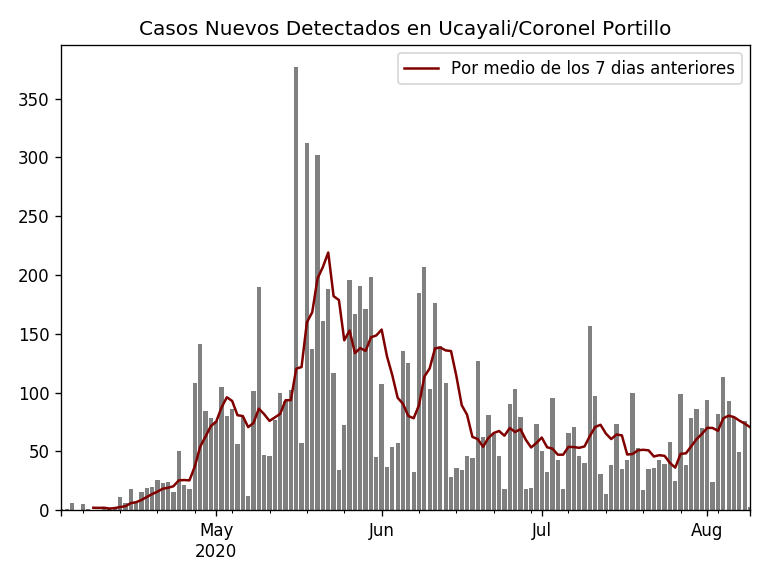 Casos Nuevos Detectados en Ucayali/Coronel Portillo
Por medio de los 7 dias anteriores
350
300
250
200
150
100
50
0
May
2020
Jun
Jul
Aug